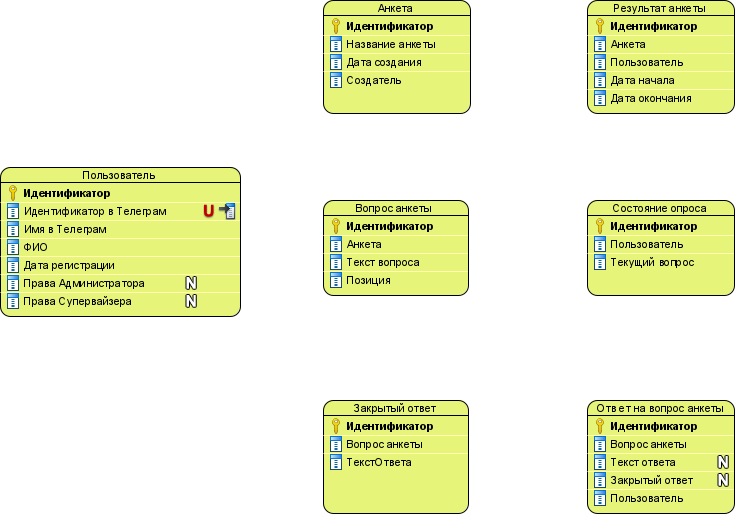 Анкета
Идентификатор
Название анкеты
Дата создания
Создатель
Результат анкеты
Идентификатор
Анкета
Пользователь
Дата начала
Дата окончания
Пользователь
Идентификатор
Идентификатор в Телеграм U
Имя в Телеграм
ФИО
Дата регистрации
Права Администратора N
Права Супервайзера N
Вопрос анкеты
Идентификатор
Анкета
Текст вопроса
Позиция
Состояние опроса
Идентификатор
Пользователь
Текущий вопрос
Закрытый ответ
Идентификатор
Вопрос анкеты
ТекстОтвета
Ответ на вопрос анкеты
Идентификатор
Вопрос анкеты
Текст ответа N
Закрытый ответ N
Пользователь